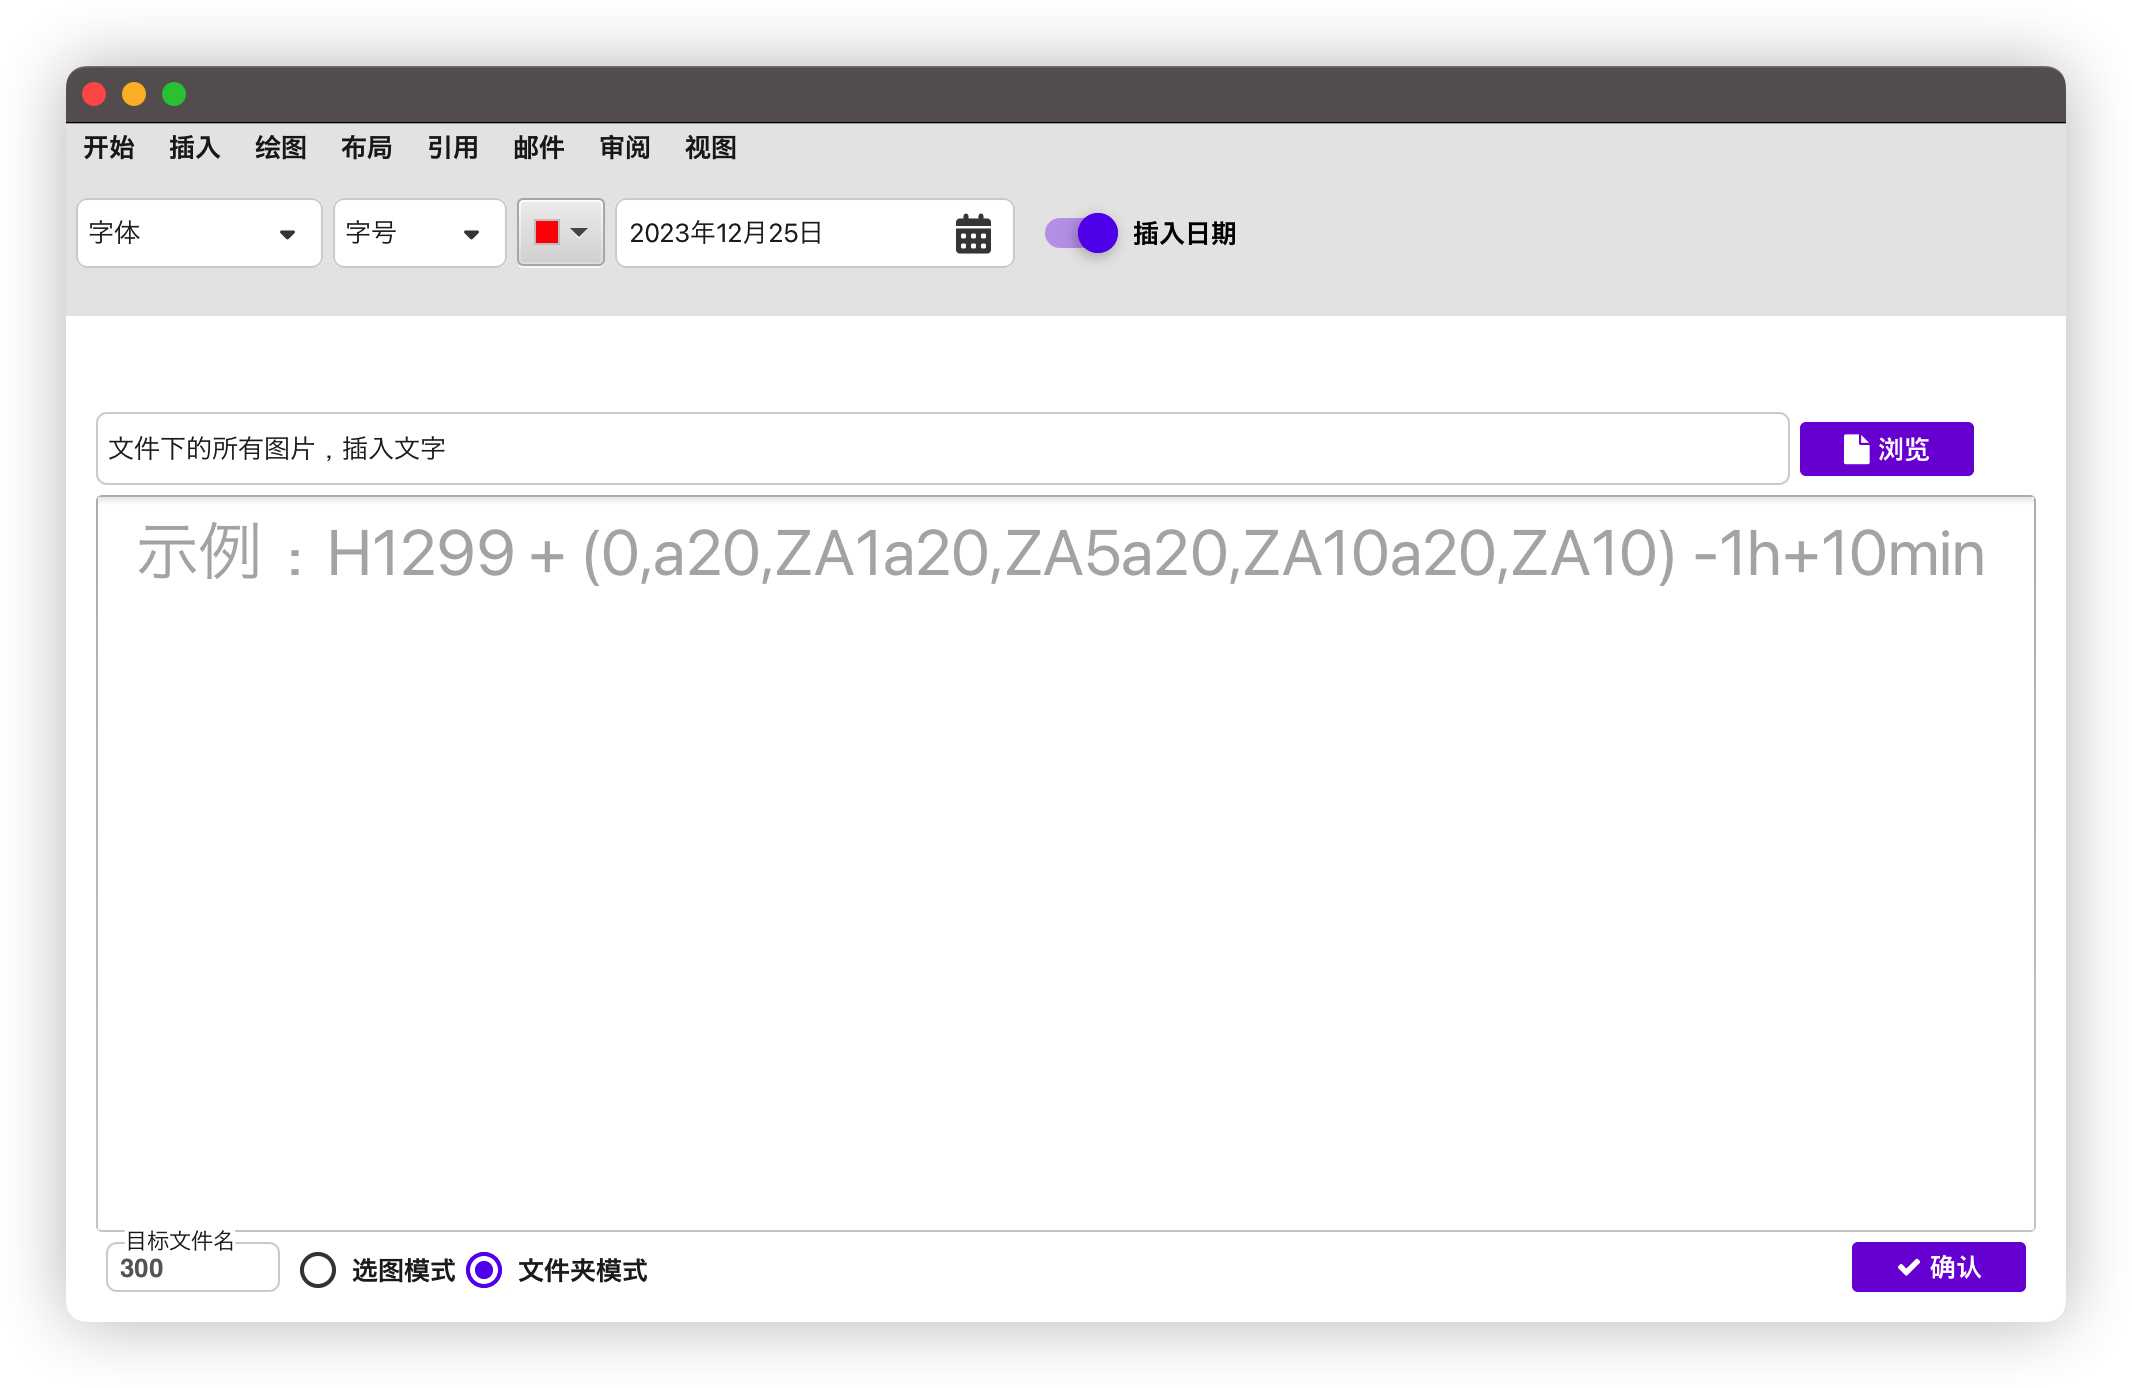 开始 插入 绘图 布局 引用 邮件 审阅 视图
字体 字号 2023年12月25日 插入日期
文件下的所有图片，插入文字 浏览
示例：H1299 + (0,a20,ZA1a20,ZA5a20,ZA10a20,ZA10) -1h+10min
目标文件名
300 选图模式 文件夹模式 确认